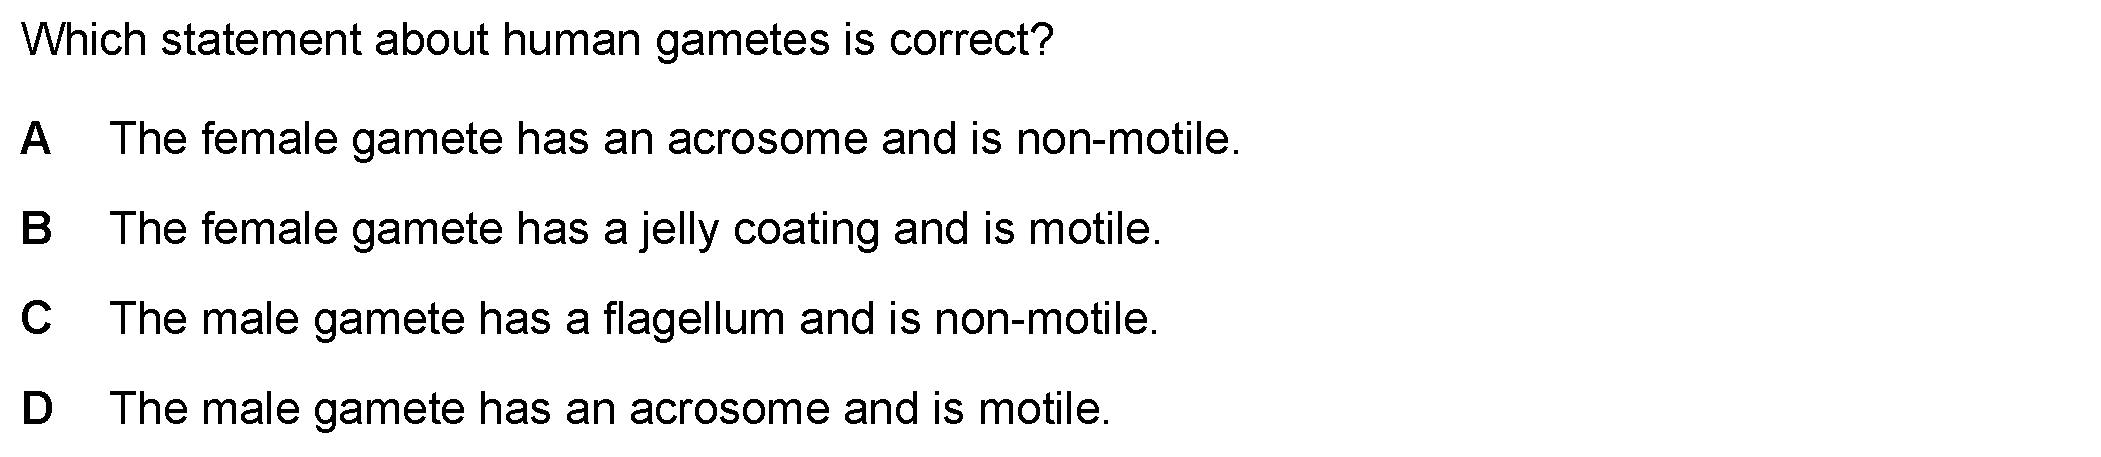 Which statement about human gametes is correct?
A The female gamete has an acrosome and is non-motile.
B The female gamete has a jelly coating and is motile.
C The male gamete has a flagellum and is non-motile.
D The male gamete has an acrosome and is motile.